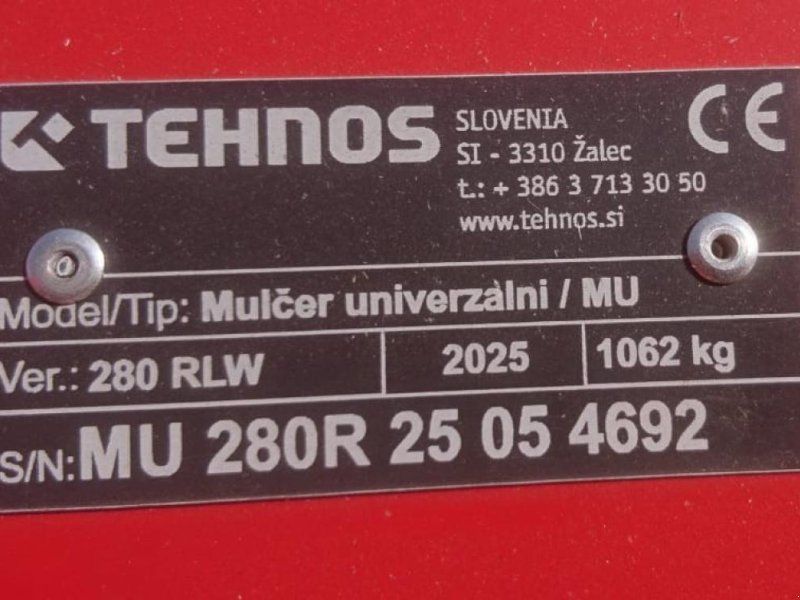 TEHNOS
SLOVENIA
SI - 3310 Žalec
t.: + 386 3 713 30 50
www.tehnos.si
CE
Model/Tip: Mulčer univerzalni / MU
Ver.: 280 RLW 2025 1062 kg
S/N: MU 280R 25 05 4692